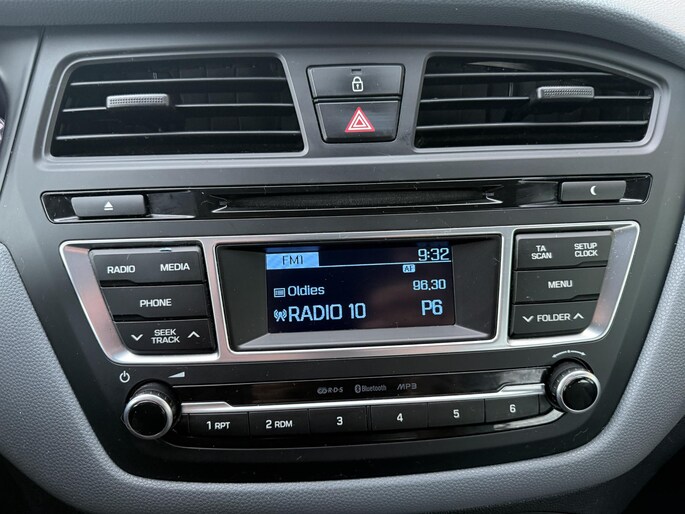 FM1 9:32
AF
Oldies 96.30
RADIO 10 P6
RADIO MEDIA
PHONE
SEEK
TRACK
TA
SCAN
SETUP
CLOCK
MENU
FOLDER
R·D·S Bluetooth MP3
1 RPT 2 RDM 3 4 5 6